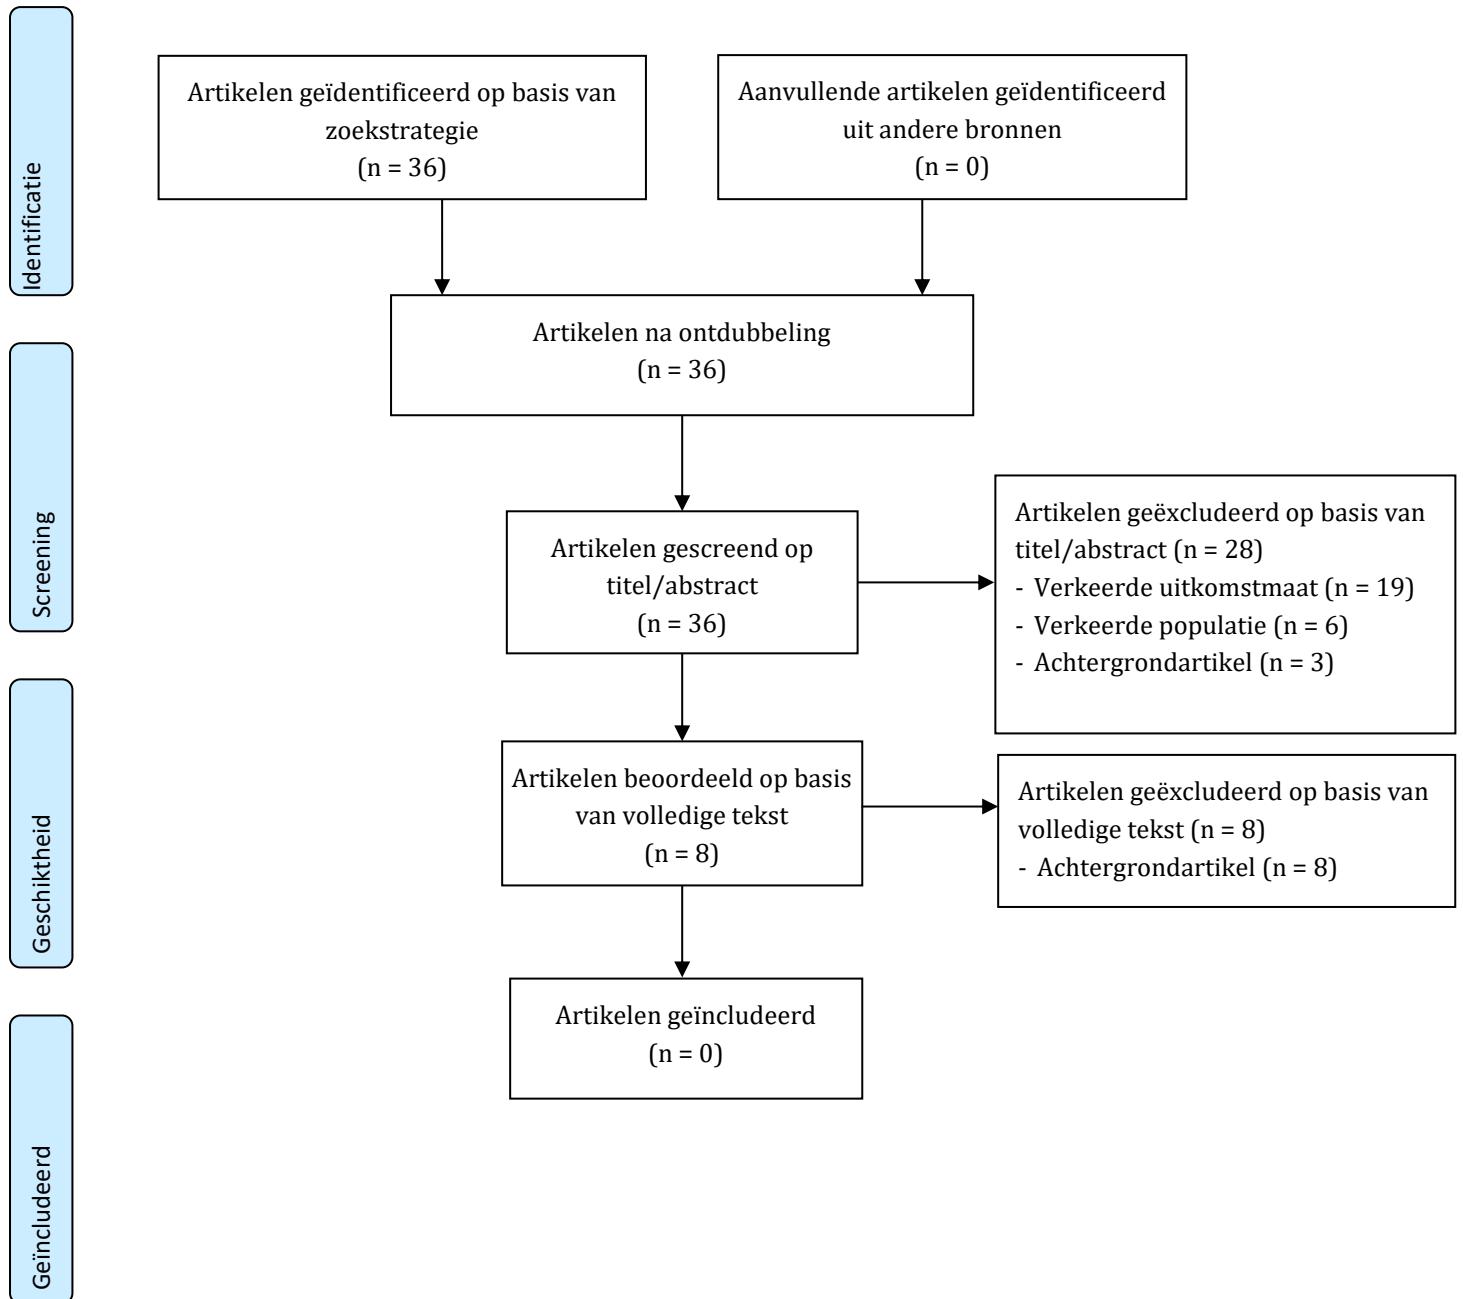 Identificatie
Artikelen geïdentificeerd op basis van
zoekstrategie
(n = 36)
Aanvullende artikelen geïdentificeerd
uit andere bronnen
(n = 0)
Artikelen na ontdubbeling
(n = 36)
Screening
Artikelen gescreend op
titel/abstract
(n = 36)
Artikelen geëxcludeerd op basis van
titel/abstract (n = 28)
- Verkeerde uitkomstmaat (n = 19)
- Verkeerde populatie (n = 6)
- Achtergrondartikel (n = 3)
Geschiktheid
Artikelen beoordeeld op basis
van volledige tekst
(n = 8)
Artikelen geëxcludeerd op basis van
volledige tekst (n = 8)
- Achtergrondartikel (n = 8)
Geïncludeerd
Artikelen geïncludeerd
(n = 0)